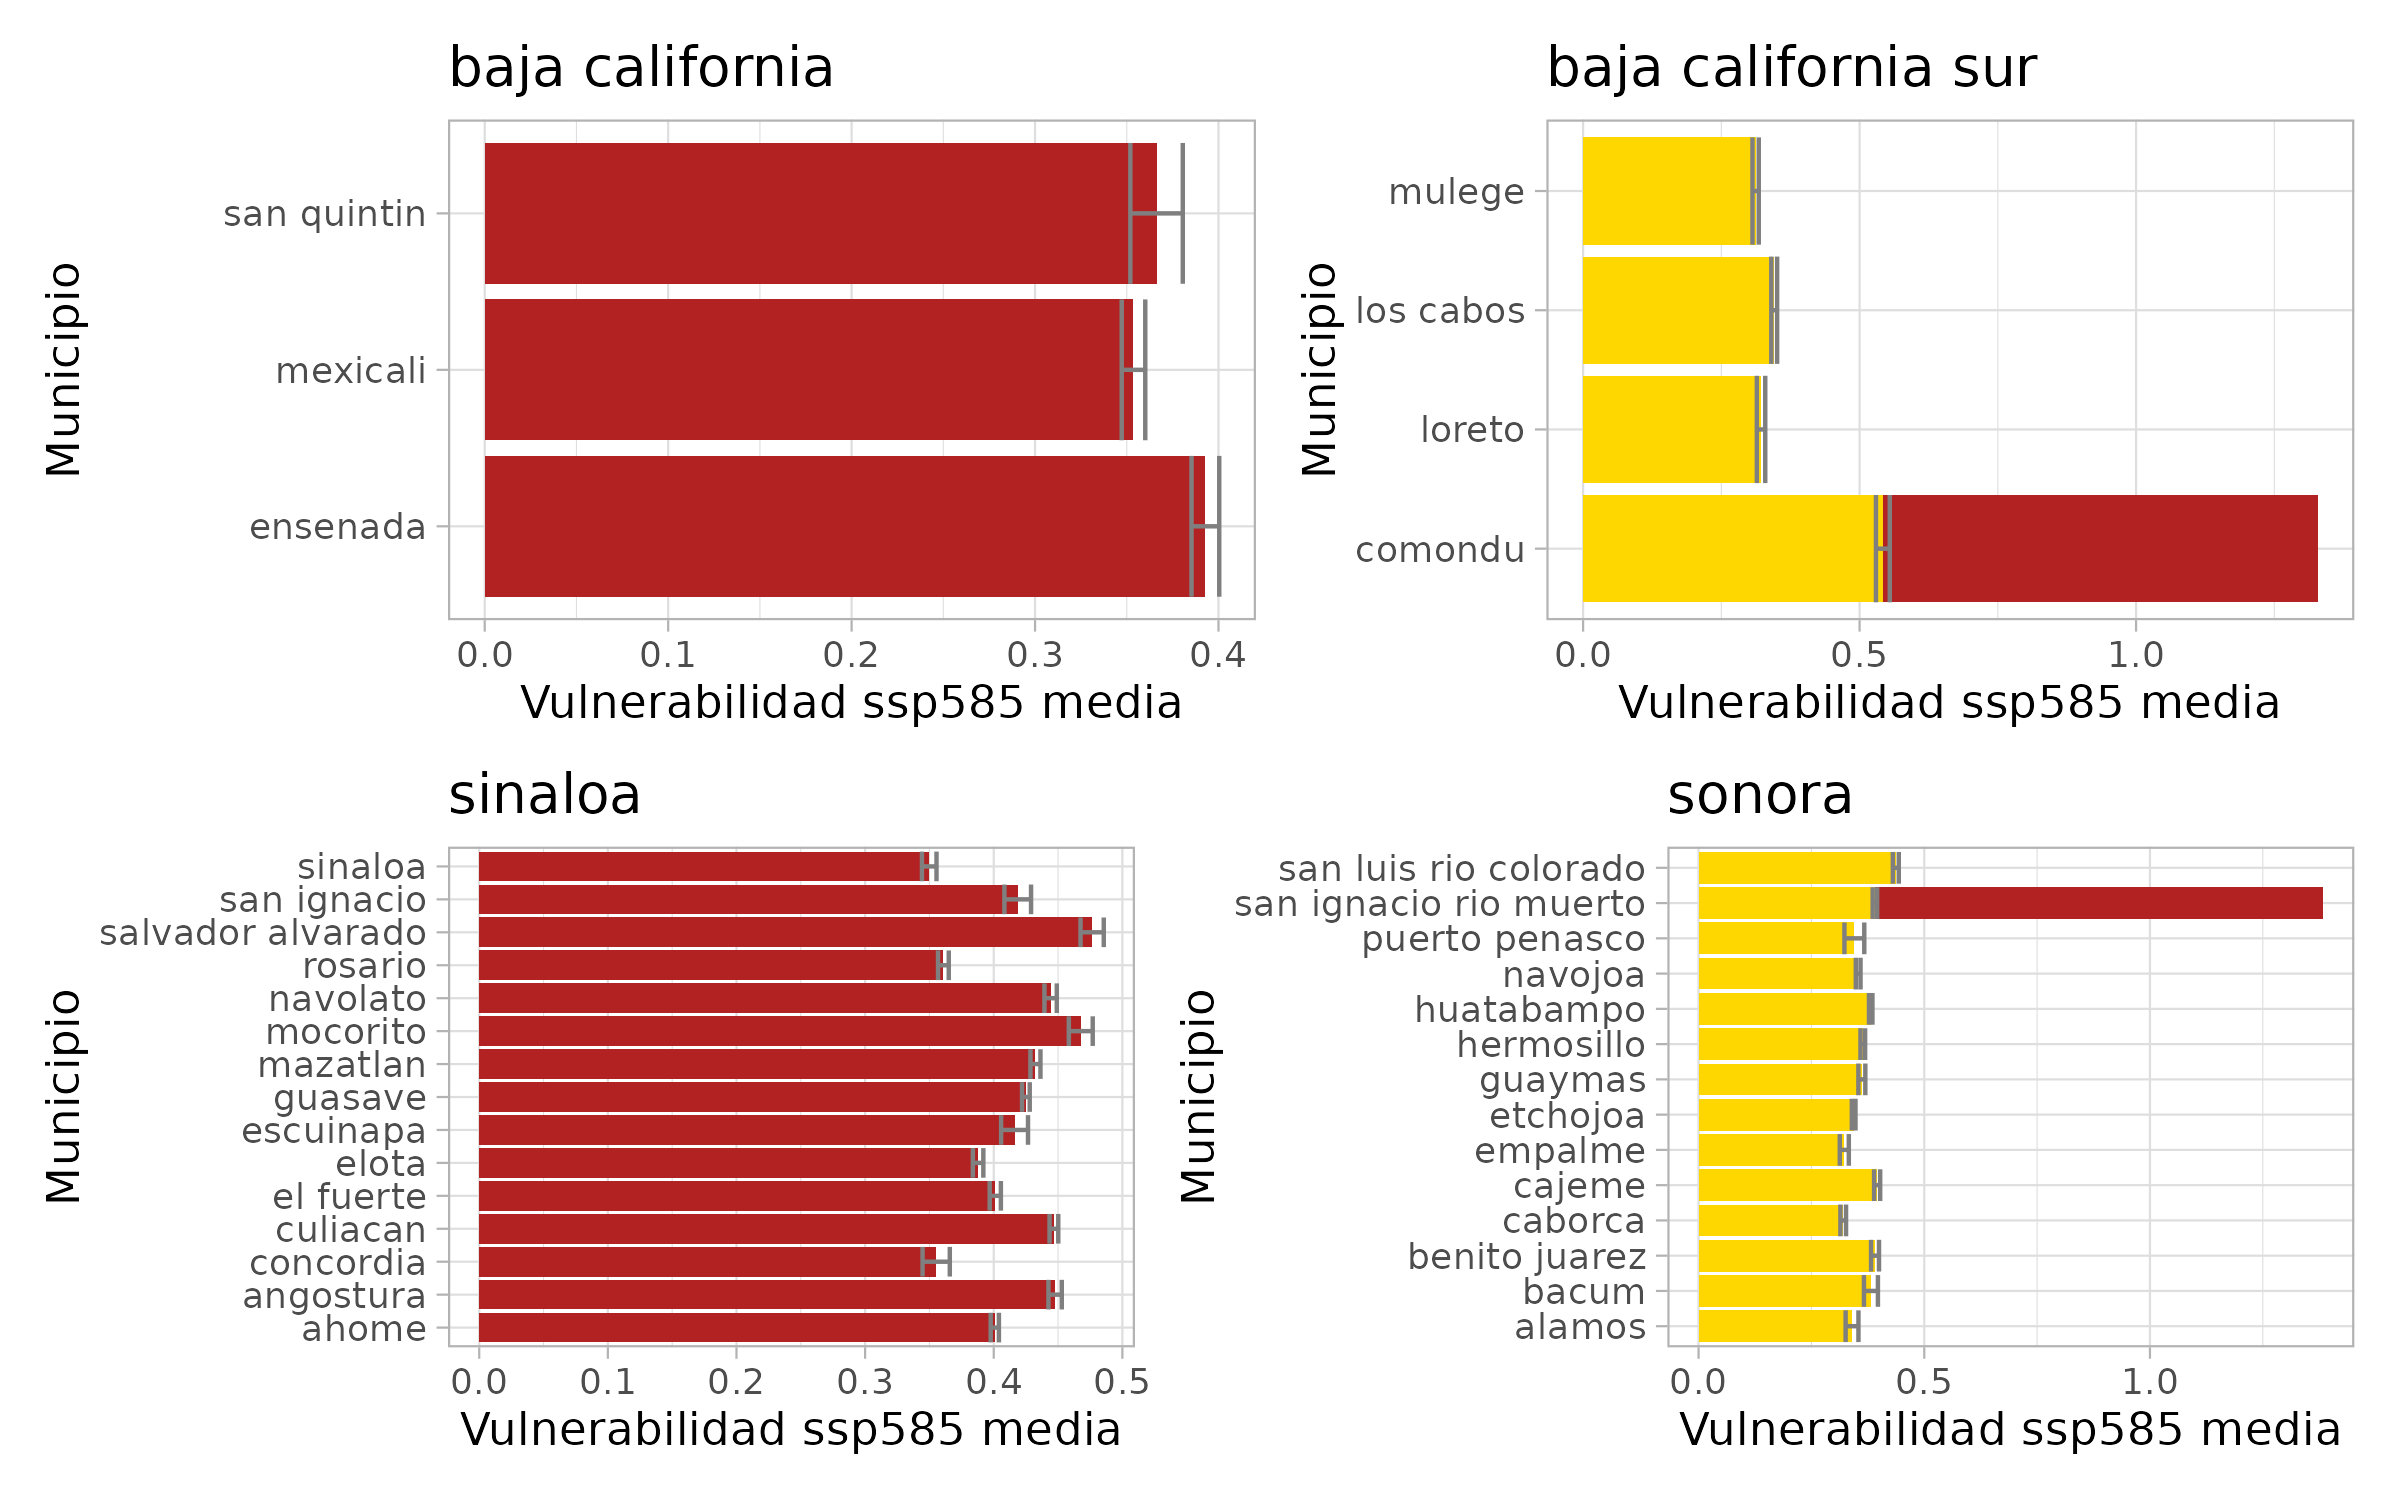 baja california
Municipio
san quintin
mexicali
ensenada
0.0 0.1 0.2 0.3 0.4
Vulnerabilidad ssp585 media
baja california sur
Municipio
mulege
los cabos
loreto
comondu
0.0 0.5 1.0
Vulnerabilidad ssp585 media
sinaloa
Municipio
sinaloa
san ignacio
salvador alvarado
rosario
navolato
mocorito
mazatlan
guasave
escuinapa
elota
el fuerte
culiacan
concordia
angostura
ahome
0.0 0.1 0.2 0.3 0.4 0.5
Vulnerabilidad ssp585 media
sonora
Municipio
san luis rio colorado
san ignacio rio muerto
puerto penasco
navojoa
huatabampo
hermosillo
guaymas
etchojoa
empalme
cajeme
caborca
benito juarez
bacum
alamos
0.0 0.5 1.0
Vulnerabilidad ssp585 media